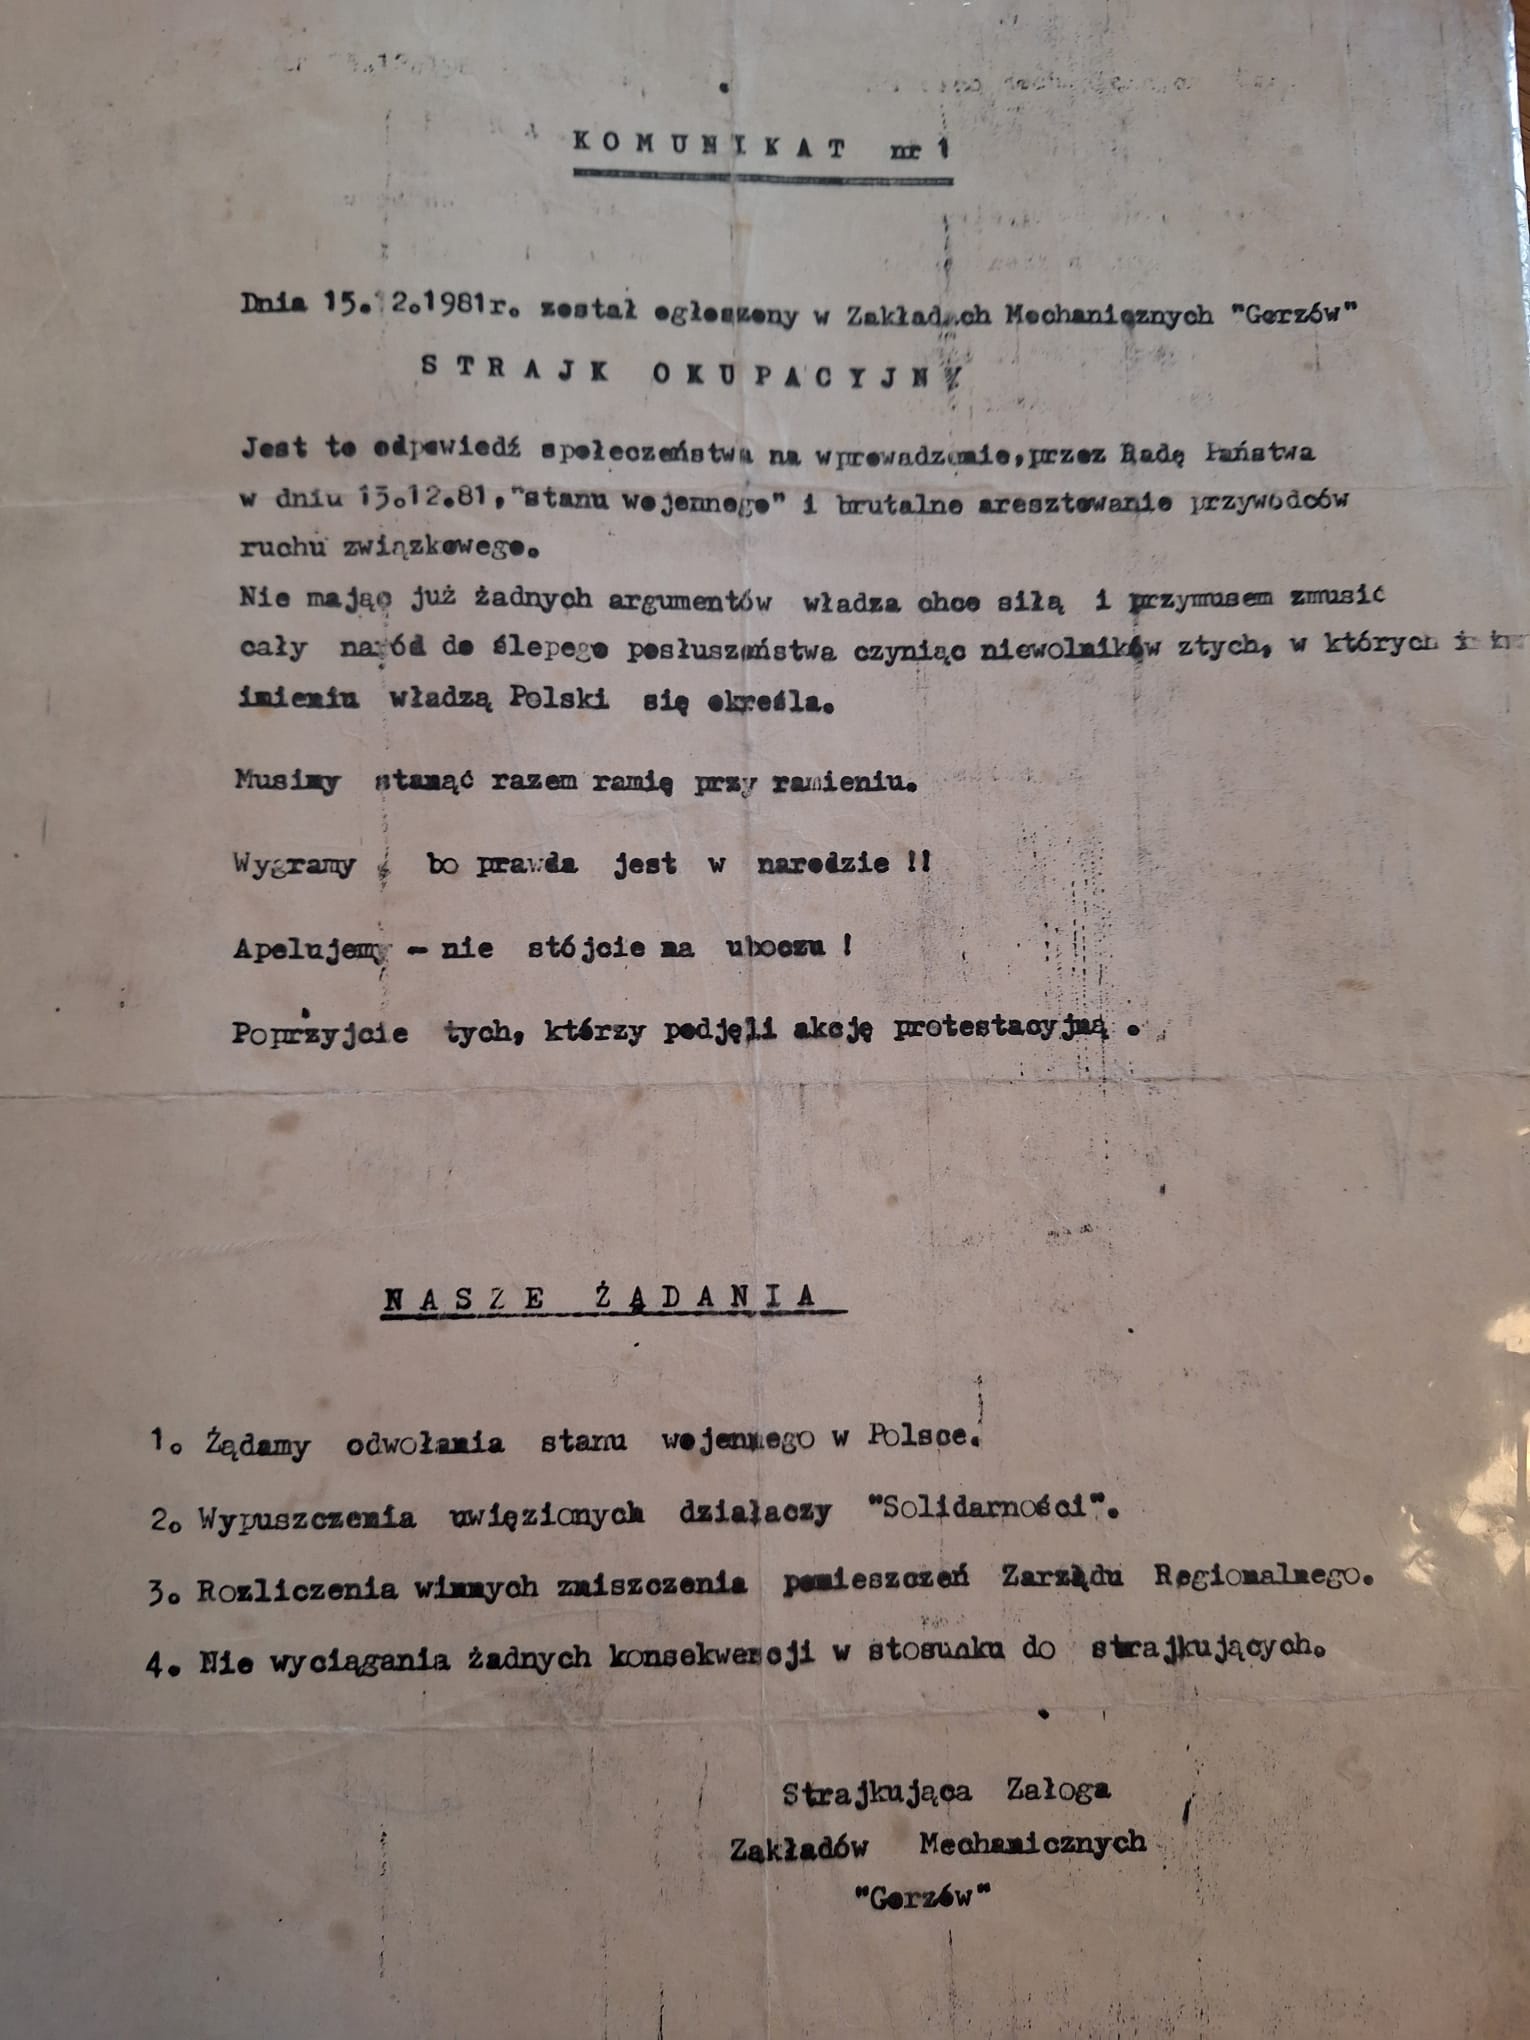 KOMUNIKAT nr 1
Dnia 15.12.1981r. został ogłoszony w Zakładach Mechanicznych "Gorzów"
STRAJK OKUPACYJNY
Jest to odpowiedź społeczeństwa na wprowadzenie,przez Radę Państwa
w dniu 13.12.81,"stanu wojennego" i brutalne aresztowanie przywódców
ruchu związkowego.
Nie mając już żadnych argumentów władza chce siłą i przymusem zmusić
cały naród do ślepego posłuszeństwa czyniąc niewolników ztych, w których
imieniu władzą Polski się określa.
Musimy stanąć razem ramię przy ramieniu.
Wygramy bo prawda jest w narodzie !!
Apelujemy - nie stójcie na uboczu !
Poprzyjcie tych, którzy podjęli akcję protestacyjną .
NASZE ŻĄDANIA
1. Żądamy odwołania stanu wojennego w Polsce.
2. Wypuszczenia uwięzionych działaczy "Solidarności".
3. Rozliczenia winnych zniszczenia pomieszczeń Zarządu Regionalnego.
4. Nie wyciągania żadnych konsekwencji w stosunku do strajkujących.
Strajkująca Załoga
Zakładów Mechanicznych
"Gorzów"